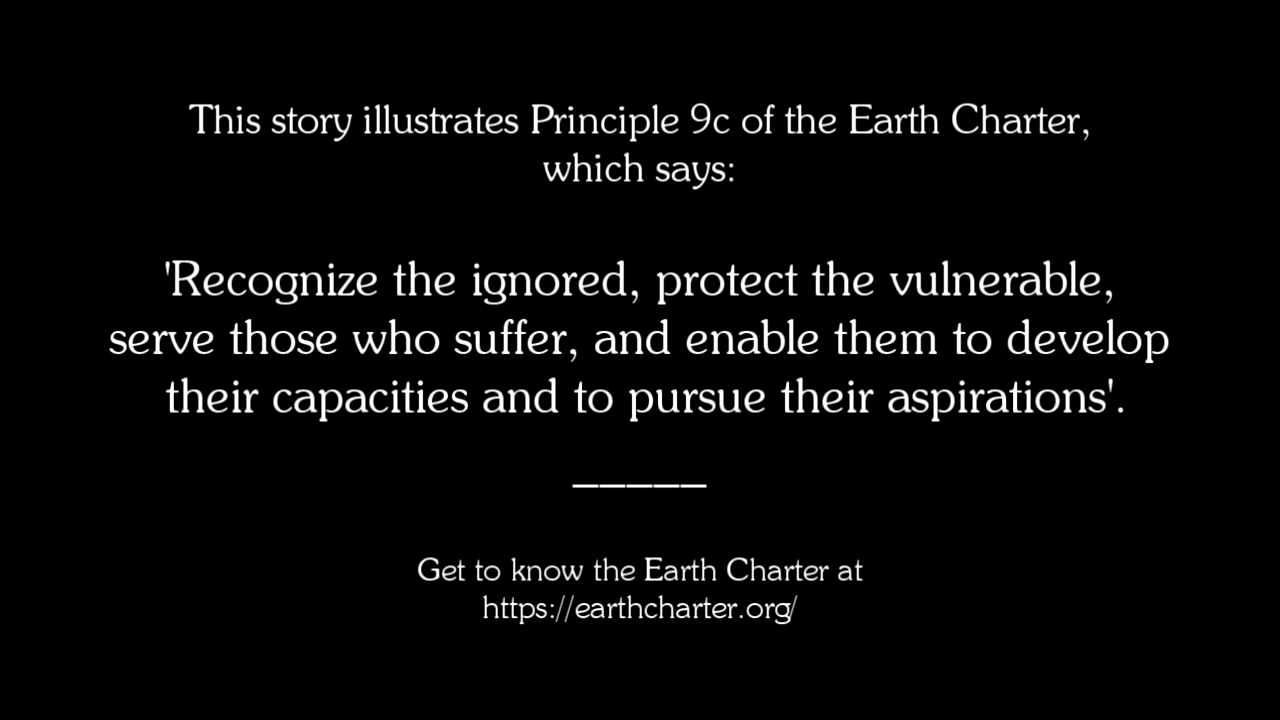 This story illustrates Principle 9c of the Earth Charter,
which says:
'Recognize the ignored, protect the vulnerable,
serve those who suffer, and enable them to develop
their capacities and to pursue their aspirations'.
_____
Get to know the Earth Charter at
https://earthcharter.org/